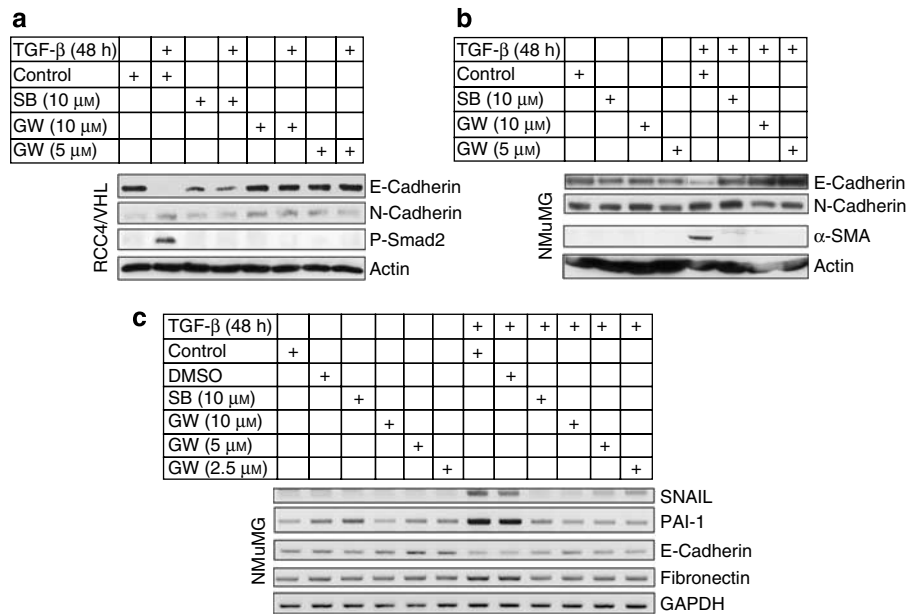 a
TGF-β (48 h) + + + +
Control + +
SB (10 μM) + +
GW (10 μM) + +
GW (5 μM) + +
RCC4/VHL
E-Cadherin
N-Cadherin
P-Smad2
Actin
b
TGF-β (48 h) + + + +
Control + +
SB (10 μM) + +
GW (10 μM) + +
GW (5 μM) + +
NMuMG
E-Cadherin
N-Cadherin
α-SMA
Actin
c
TGF-β (48 h) + + + + + +
Control + +
DMSO + +
SB (10 μM) + +
GW (10 μM) + +
GW (5 μM) + +
GW (2.5 μM) + +
NMuMG
SNAIL
PAI-1
E-Cadherin
Fibronectin
GAPDH